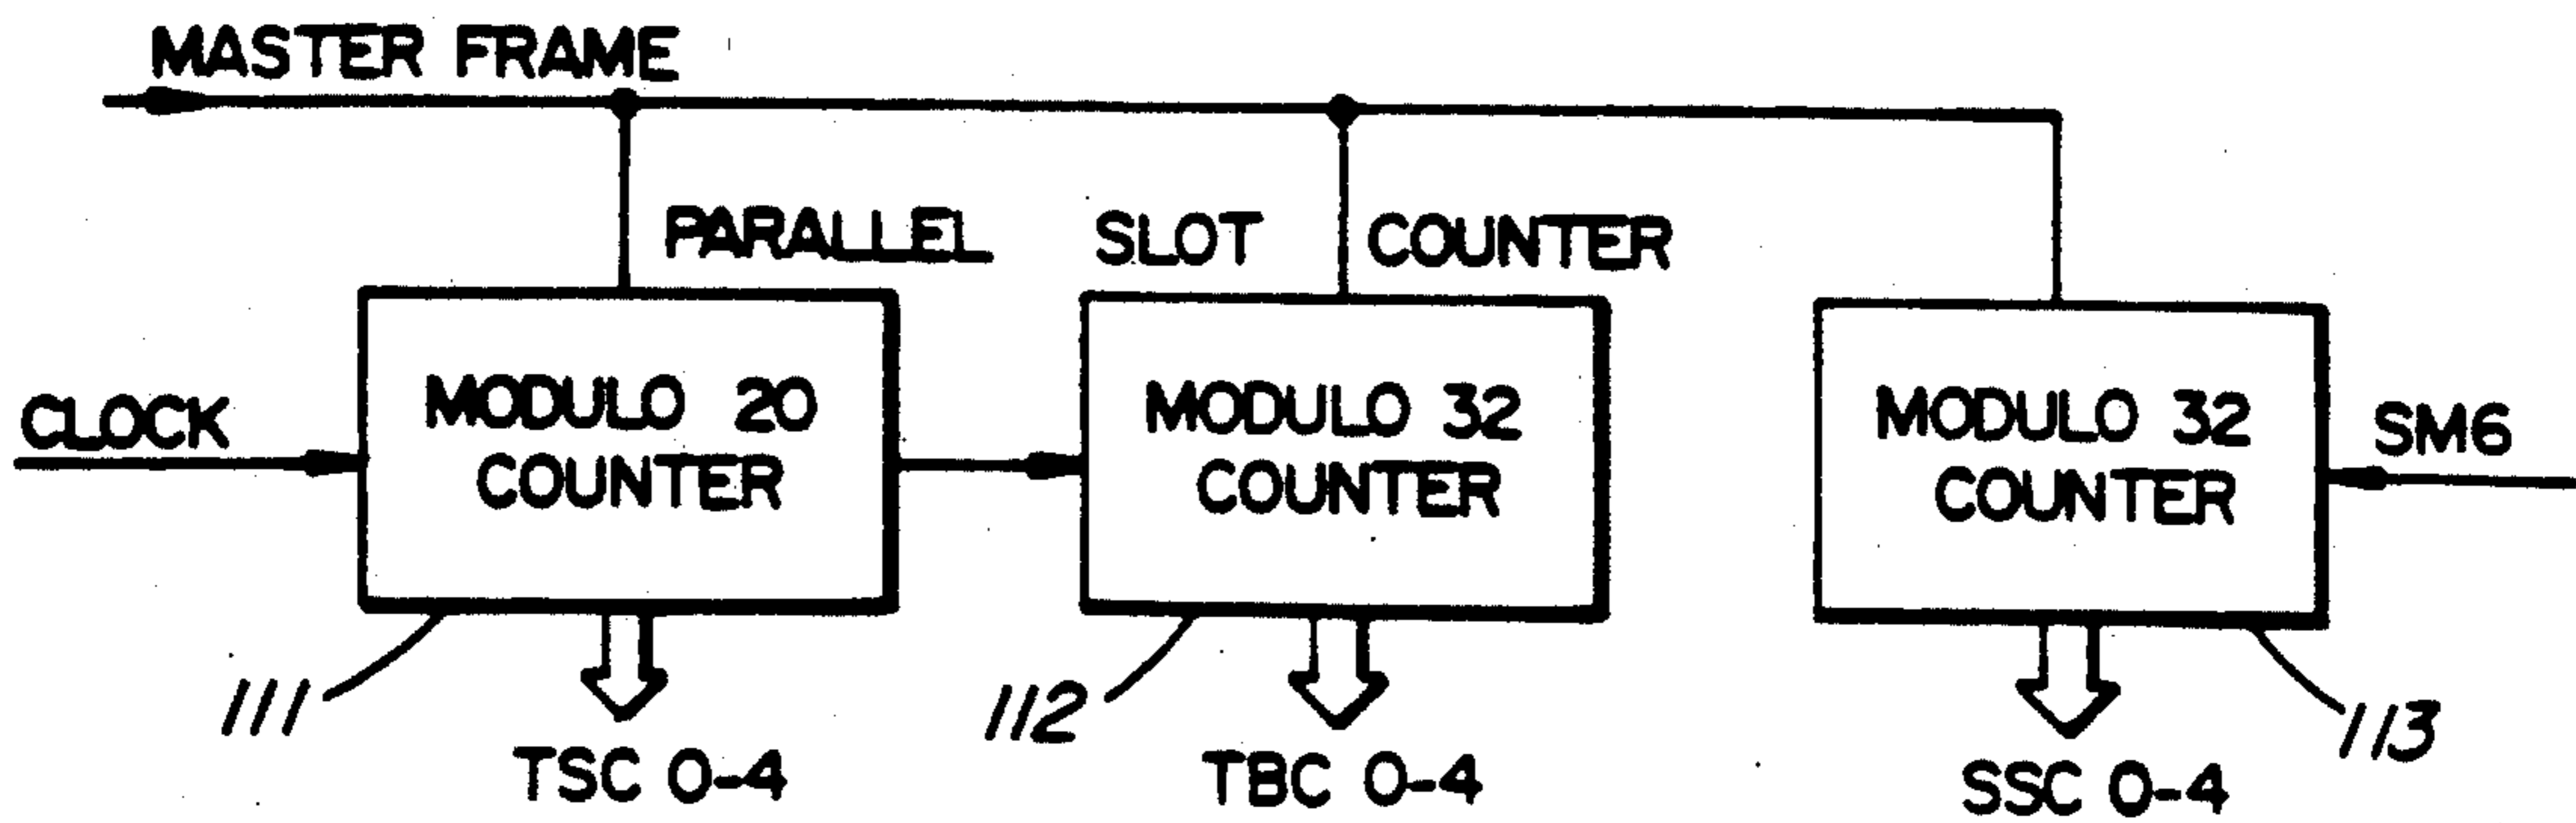 MASTER FRAME
PARALLEL SLOT COUNTER
CLOCK
MODULO 20
COUNTER
MODULO 32
COUNTER
MODULO 32
COUNTER
SM6
111
112
113
TSC 0-4
TBC 0-4
SSC 0-4